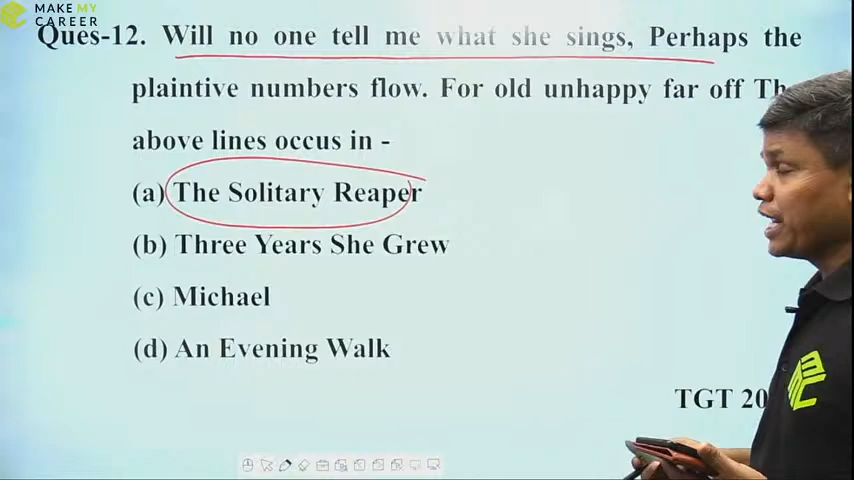 MAKE MY
CAREER
Ques-12. Will no one tell me what she sings, Perhaps the
plaintive numbers flow. For old unhappy far off Th
above lines occur in -
(a) The Solitary Reaper
(b) Three Years She Grew
(c) Michael
(d) An Evening Walk
TGT 20